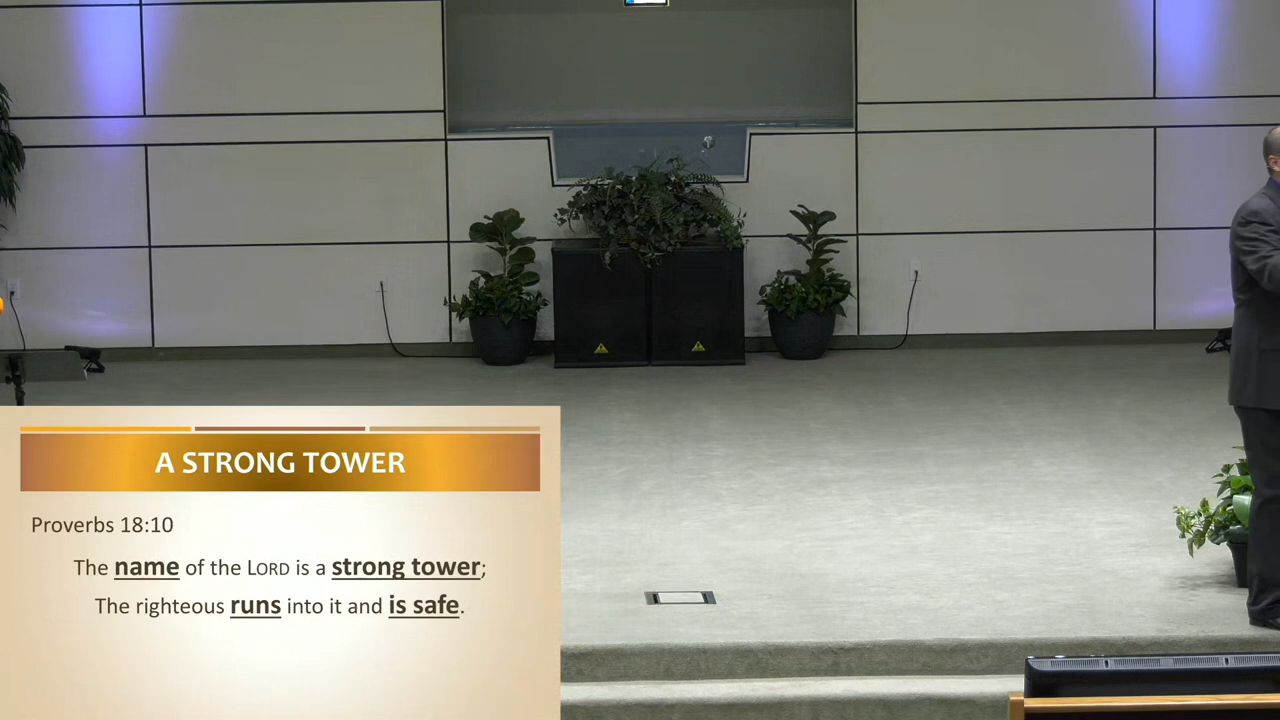 A STRONG TOWER
Proverbs 18:10
The name of the LORD is a strong tower;
The righteous runs into it and is safe.